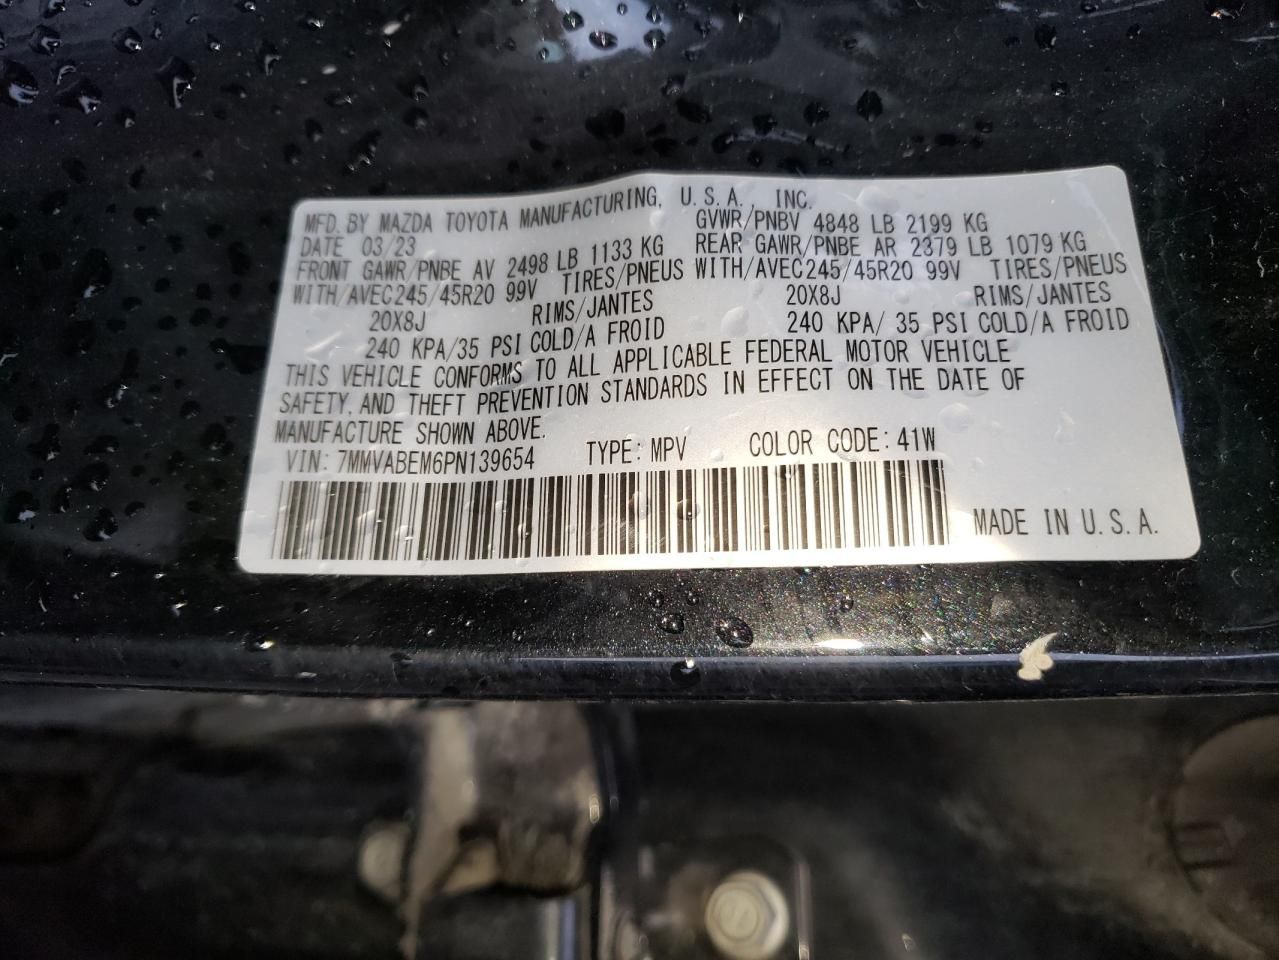 MFD. BY MAZDA TOYOTA MANUFACTURING, U.S.A., INC.
DATE 03/23 GVWR/PNBV 4848 LB 2199 KG
FRONT GAWR/PNBE AV 2498 LB 1133 KG REAR GAWR/PNBE AR 2379 LB 1079 KG
WITH/AVEC245/45R20 99V TIRES/PNEUS WITH/AVEC245/45R20 99V TIRES/PNEUS
20X8J RIMS/JANTES 20X8J RIMS/JANTES
240 KPA/35 PSI COLD/A FROID 240 KPA/ 35 PSI COLD/A FROID
THIS VEHICLE CONFORMS TO ALL APPLICABLE FEDERAL MOTOR VEHICLE
SAFETY, AND THEFT PREVENTION STANDARDS IN EFFECT ON THE DATE OF
MANUFACTURE SHOWN ABOVE.
VIN: 7MMVABEM6PN139654 TYPE: MPV COLOR CODE: 41W
MADE IN U.S.A.